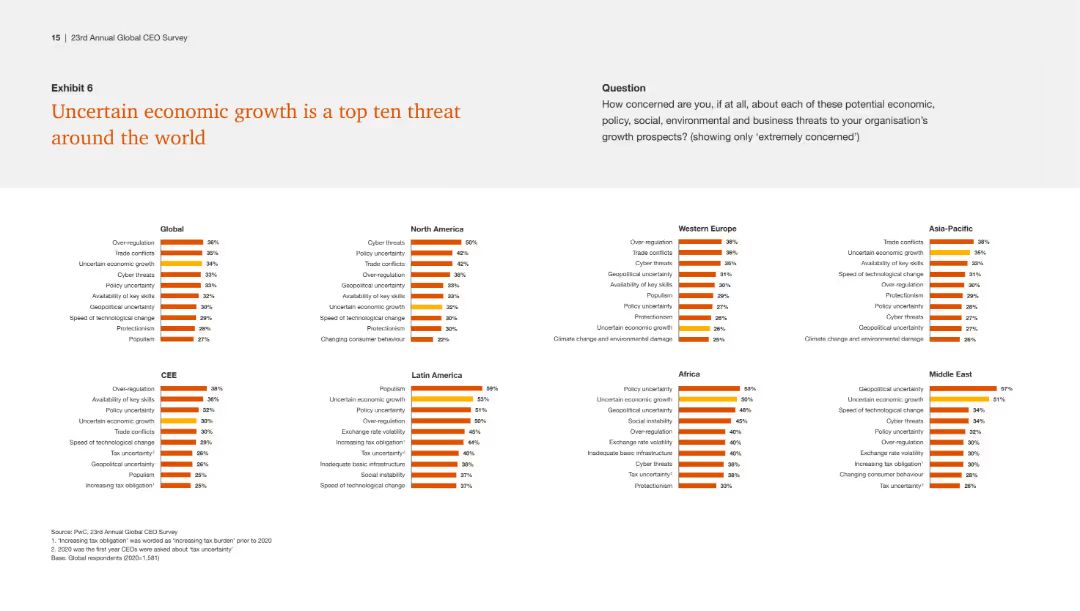 15 | 23rd Annual Global CEO Survey
Exhibit 6
Uncertain economic growth is a top ten threat
around the world
Question
How concerned are you, if at all, about each of these potential economic,
policy, social, environmental and business threats to your organisation's
growth prospects? (showing only 'extremely concerned')
Global
Over-regulation 36%
Trade conflicts 35%
Uncertain economic growth 34%
Cyber threats 33%
Policy uncertainty 33%
Availability of key skills 32%
Geopolitical uncertainty 30%
Speed of technological change 29%
Protectionism 28%
Populism 27%
North America
Cyber threats 50%
Policy uncertainty 42%
Trade conflicts 42%
Over-regulation 38%
Geopolitical uncertainty 33%
Availability of key skills 33%
Uncertain economic growth 32%
Speed of technological change 30%
Protectionism 30%
Changing consumer behaviour 22%
Western Europe
Over-regulation 38%
Trade conflicts 38%
Cyber threats 35%
Geopolitical uncertainty 31%
Availability of key skills 30%
Populism 29%
Policy uncertainty 27%
Protectionism 26%
Uncertain economic growth 26%
Climate change and environmental damage 25%
Asia-Pacific
Trade conflicts 38%
Uncertain economic growth 35%
Availability of key skills 33%
Speed of technological change 31%
Over-regulation 30%
Protectionism 29%
Policy uncertainty 28%
Cyber threats 27%
Geopolitical uncertainty 27%
Climate change and environmental damage 26%
CEE
Over-regulation 38%
Availability of key skills 36%
Policy uncertainty 32%
Uncertain economic growth 30%
Trade conflicts 30%
Speed of technological change 29%
Tax uncertainty² 26%
Geopolitical uncertainty 26%
Populism 25%
Increasing tax obligation¹ 25%
Latin America
Populism 59%
Uncertain economic growth 53%
Policy uncertainty 51%
Over-regulation 50%
Exchange rate volatility
Increasing tax obligation¹ 44%
Tax uncertainty² 40%
Inadequate basic infrastructure 38%
Social instability 37%
Speed of technological change 37%
Africa
Policy uncertainty 53%
Uncertain economic growth 50%
Geopolitical uncertainty 48%
Social instability 45%
Over-regulation 40%
Exchange rate volatility 40%
Inadequate basic infrastructure 40%
Cyber threats 38%
Tax uncertainty² 38%
Protectionism 33%
Middle East
Geopolitical uncertainty 57%
Uncertain economic growth 51%
Speed of technological change 34%
Cyber threats 34%
Policy uncertainty 32%
Over-regulation 30%
Exchange rate volatility 30%
Increasing tax obligation¹ 30%
Changing consumer behaviour 28%
Tax uncertainty² 26%
Source: PwC, 23rd Annual Global CEO Survey
1. 'Increasing tax obligation' was worded as 'increasing tax burden' prior to 2020
2. 2020 was the first year CEOs were asked about 'tax uncertainty'
Base: Global respondents (2020=1,581)